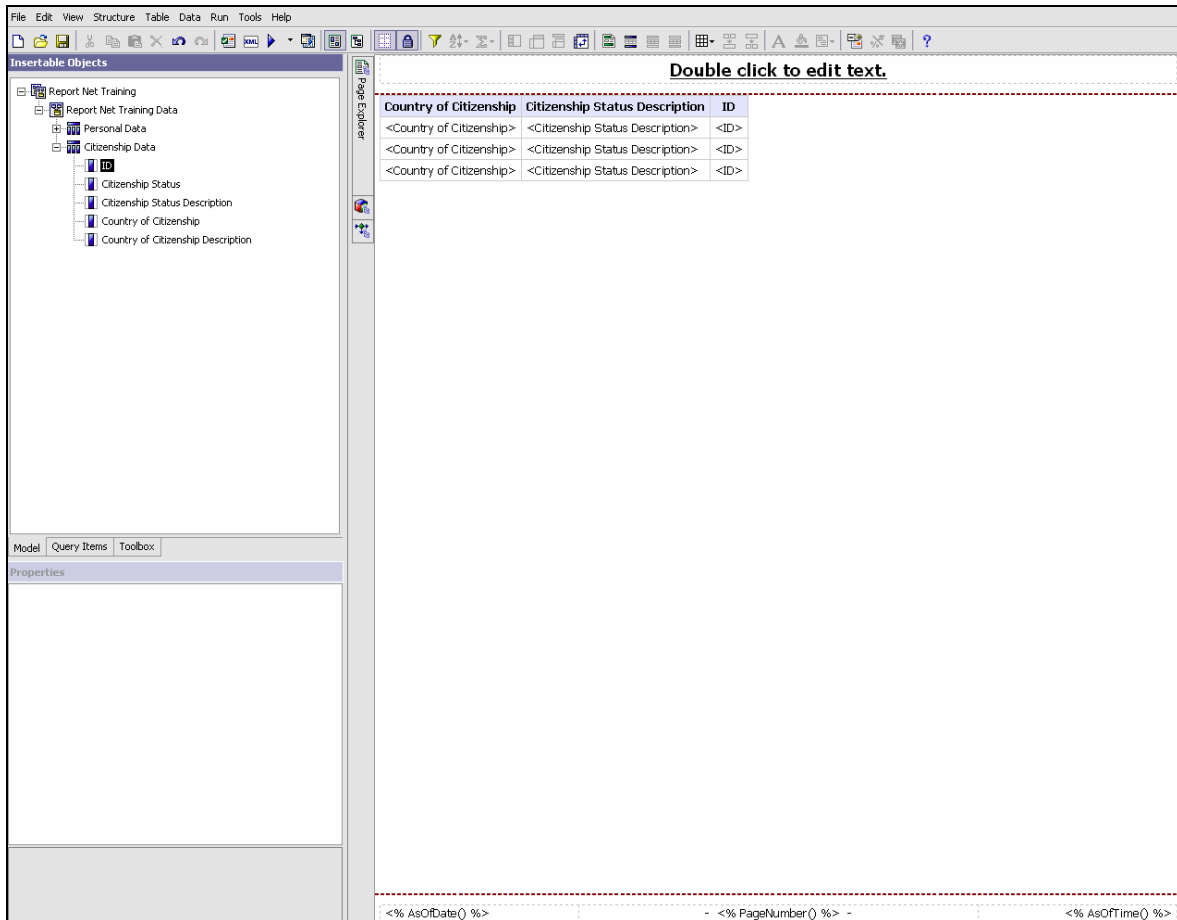 File Edit View Structure Table Data Run Tools Help
XML
Insertable Objects
Report Net Training
Report Net Training Data
Personal Data
Citizenship Data
ID
Citizenship Status
Citizenship Status Description
Country of Citizenship
Country of Citizenship Description
Model Query Items Toolbox
Properties
Page Explorer
Double click to edit text.
Country of Citizenship Citizenship Status Description ID
<Country of Citizenship> <Citizenship Status Description> <ID>
<Country of Citizenship> <Citizenship Status Description> <ID>
<Country of Citizenship> <Citizenship Status Description> <ID>
<% AsOfDate() %> - <% PageNumber() %> - <% AsOfTime() %>